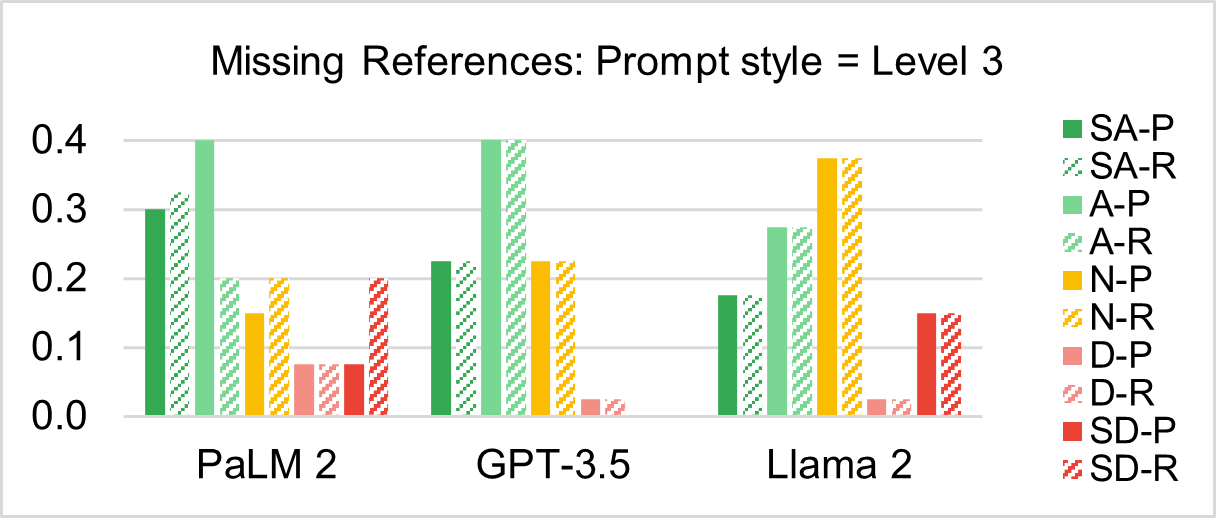 Missing References: Prompt style = Level 3
0.4
0.3
0.2
0.1
0.0
PaLM 2
GPT-3.5
Llama 2
SA-P
SA-R
A-P
A-R
N-P
N-R
D-P
D-R
SD-P
SD-R